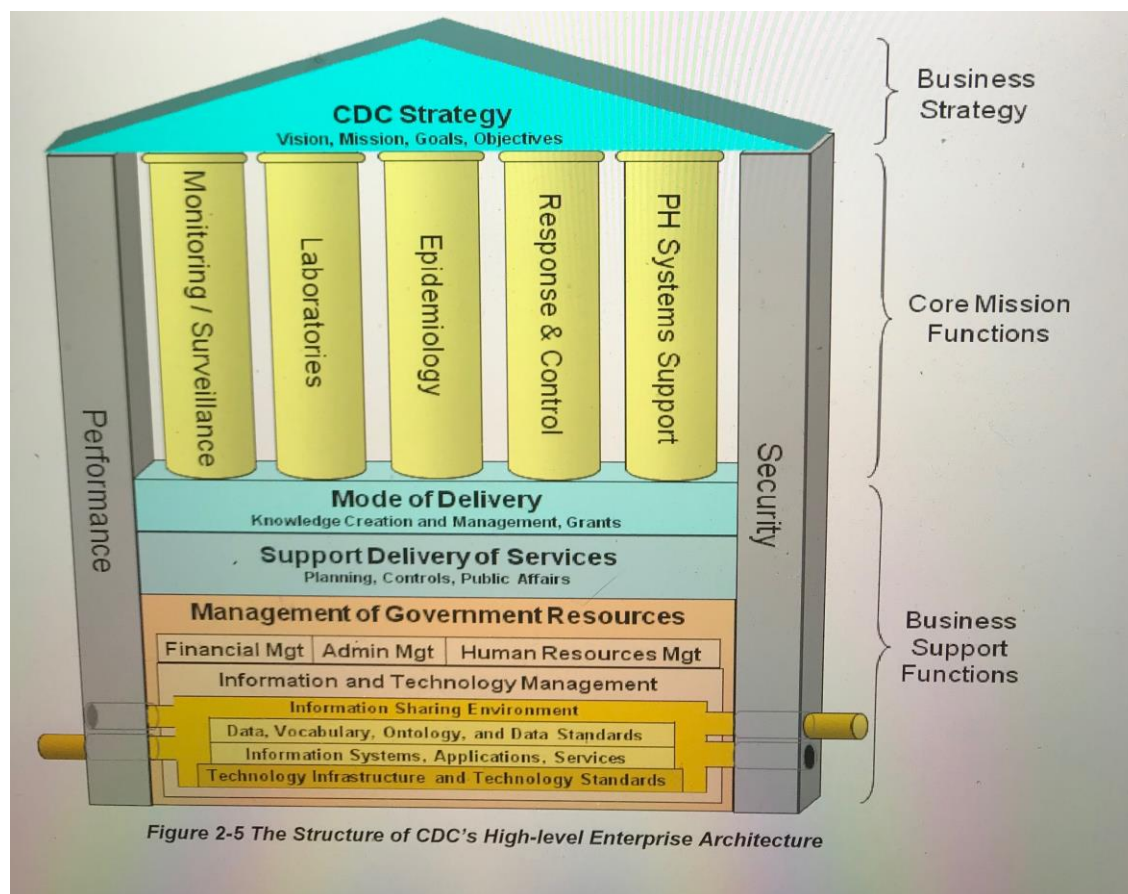 CDC Strategy
Vision, Mission, Goals, Objectives
Business
Strategy
Monitoring / Surveillance
Laboratories
Epidemiology
Response & Control
PH Systems Support
Core Mission
Functions
Performance
Security
Mode of Delivery
Knowledge Creation and Management, Grants
Support Delivery of Services
Planning, Controls, Public Affairs
Management of Government Resources
Financial Mgt
Admin Mgt
Human Resources Mgt
Information and Technology Management
Information Sharing Environment
Data, Vocabulary, Ontology, and Data Standards
Information Systems, Applications, Services
Technology Infrastructure and Technology Standards
Business
Support
Functions
Figure 2-5 The Structure of CDC's High-level Enterprise Architecture